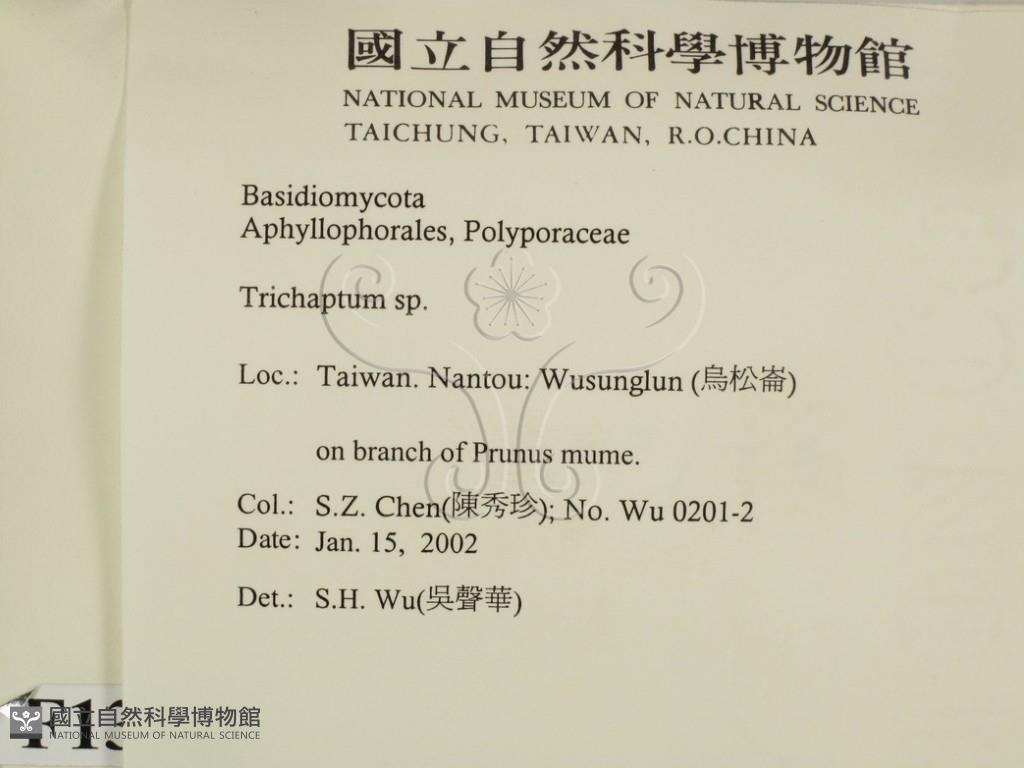 國立自然科學博物館
NATIONAL MUSEUM OF NATURAL SCIENCE
TAICHUNG, TAIWAN, R.O.CHINA
Basidiomycota
Aphyllophorales, Polyporaceae
Trichaptum sp.
Loc.: Taiwan. Nantou: Wusunglun (烏松崙)
on branch of Prunus mume.
Col.: S.Z. Chen(陳秀珍); No. Wu 0201-2
Date: Jan. 15, 2002
Det.: S.H. Wu(吳聲華)
國立自然科學博物館
NATIONAL MUSEUM OF NATURAL SCIENCE